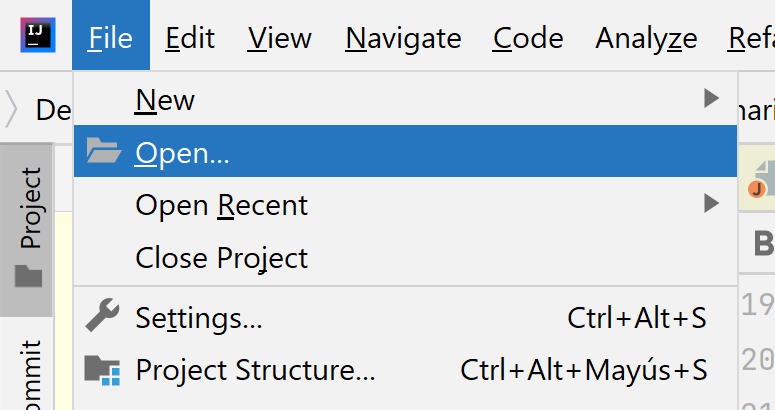 IJ
File Edit View Navigate Code Analyze Refa
De
nari
New
Open...
Open Recent
Close Project
Settings... Ctrl+Alt+S
Project Structure... Ctrl+Alt+Mayús+S
Project
ommit
J
B
19
20